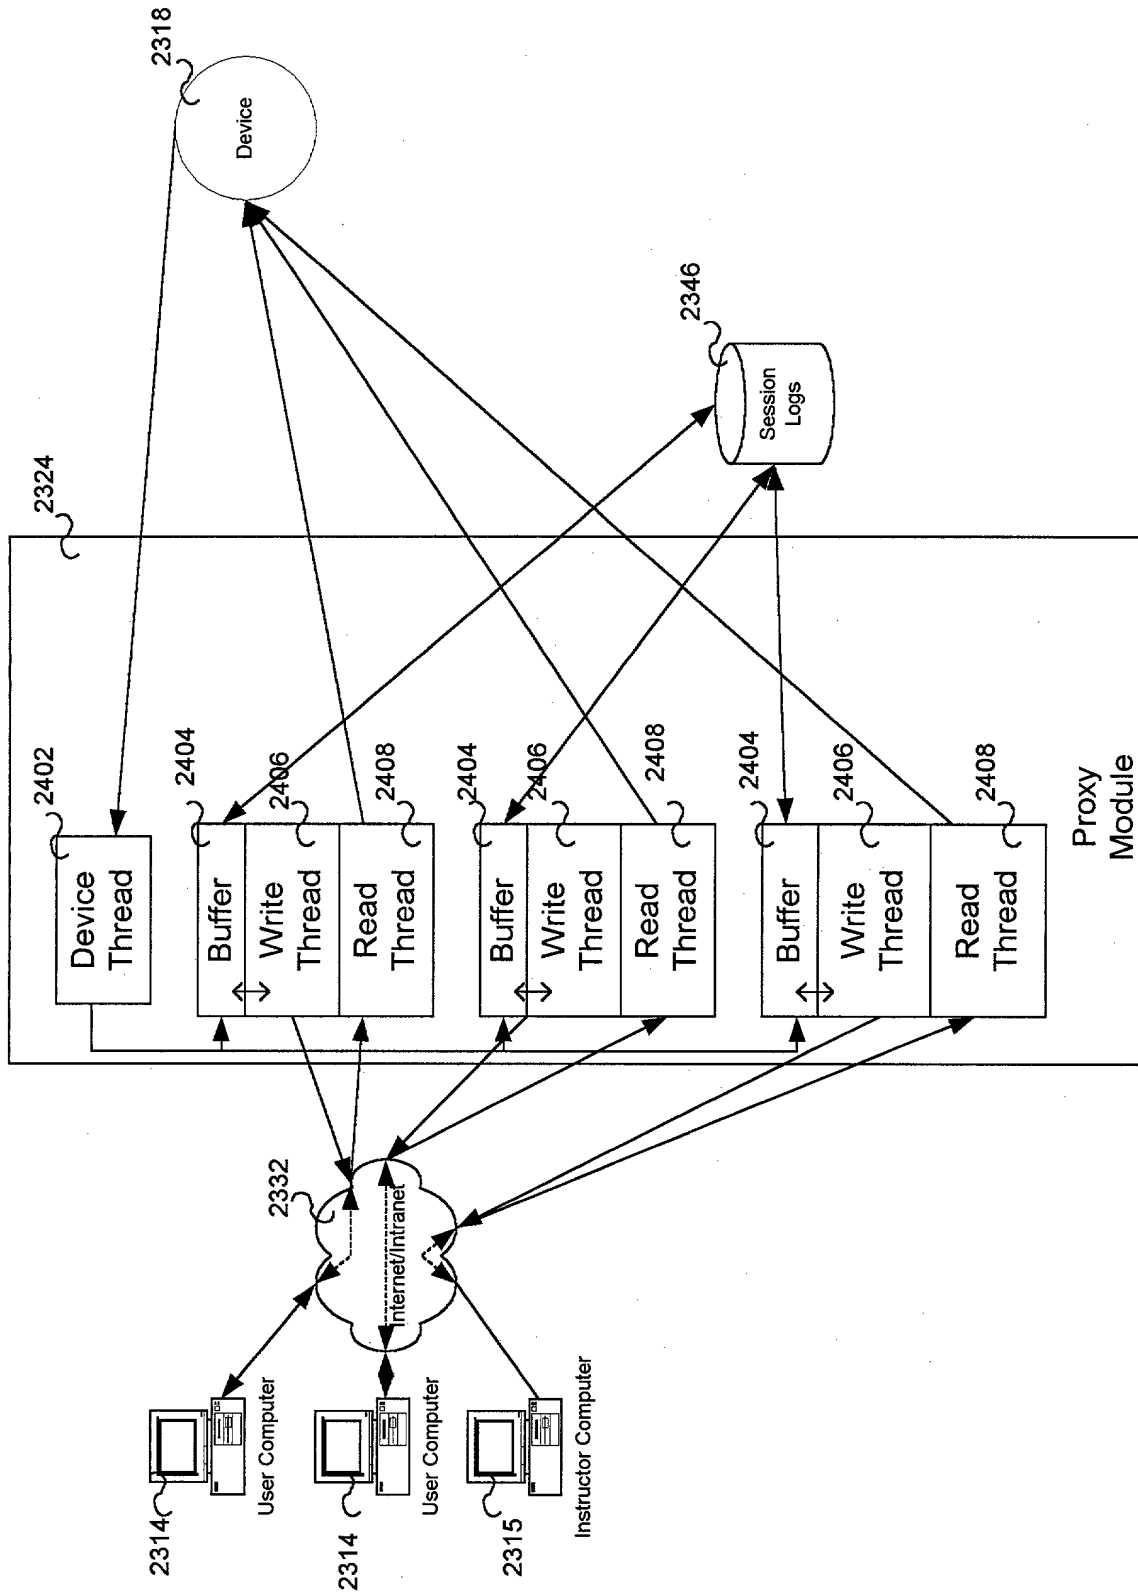 2314
User Computer
2314
User Computer
2315
Instructor Computer
2332
Internet/Intranet
2324
2402
Device
Thread
2404
Buffer
2406
Write
Thread
2408
Read
Thread
2404
Buffer
2406
Write
Thread
2408
Read
Thread
2404
Buffer
2406
Write
Thread
2408
Read
Thread
Proxy
Module
2318
Device
2346
Session
Logs